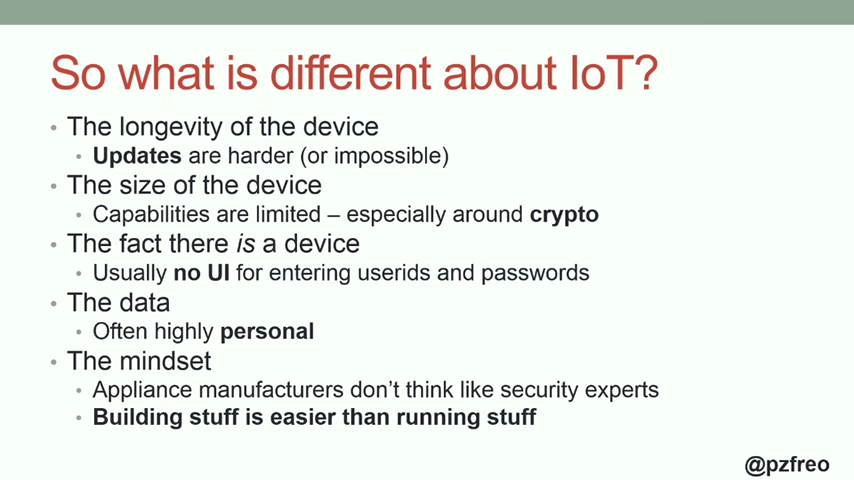 So what is different about IoT?
• The longevity of the device
• Updates are harder (or impossible)
• The size of the device
• Capabilities are limited – especially around crypto
• The fact there is a device
• Usually no UI for entering userids and passwords
• The data
• Often highly personal
• The mindset
• Appliance manufacturers don’t think like security experts
• Building stuff is easier than running stuff
@pzfreo